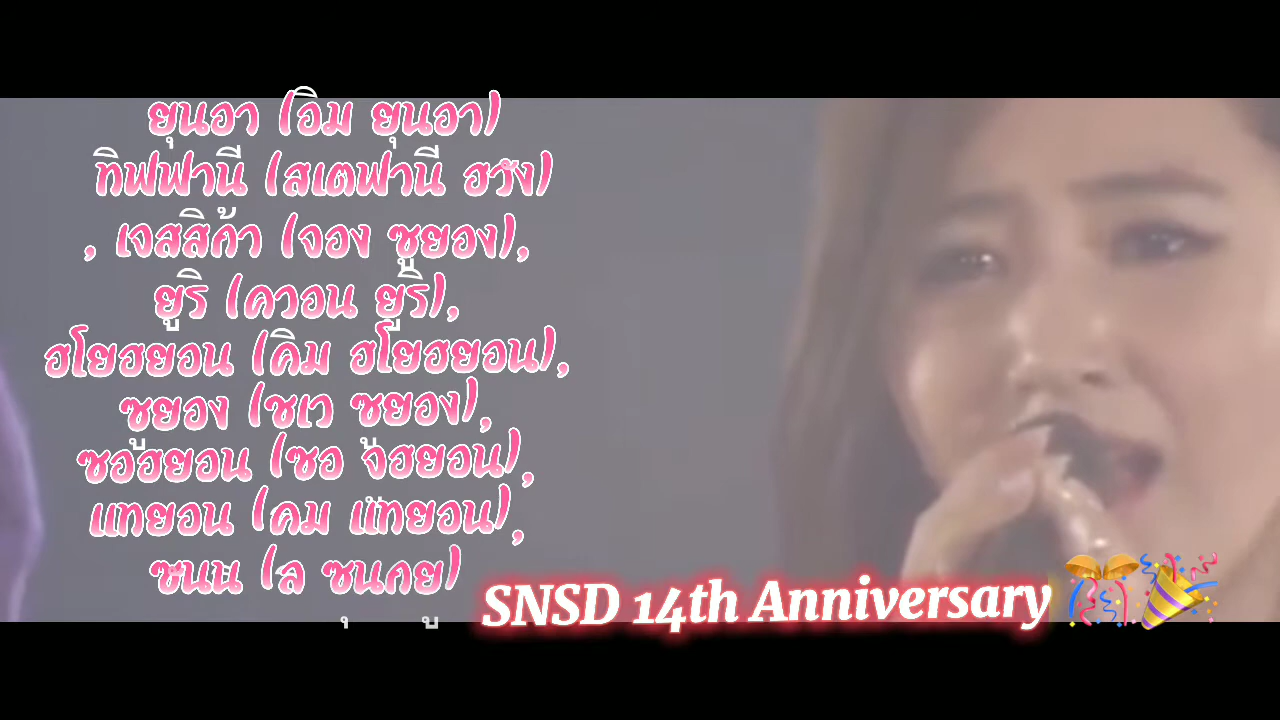 ยุนอา (อิม ยุนอา)
ทิฟฟานี (สเตฟานี ฮวัง)
, เจสสิก้า (จอง ซูยอง),
ยูริ (ควอน ยูริ),
ฮโยฮยอน (คิม ฮโยฮยอน),
ซูยอง (ชเว ซูยอง),
ซอฮยอน (ซอ จูฮยอน),
แทยอน (คิม แทยอน),
ซันนี่ (ลี ซุนกยู)
SNSD 14th Anniversary